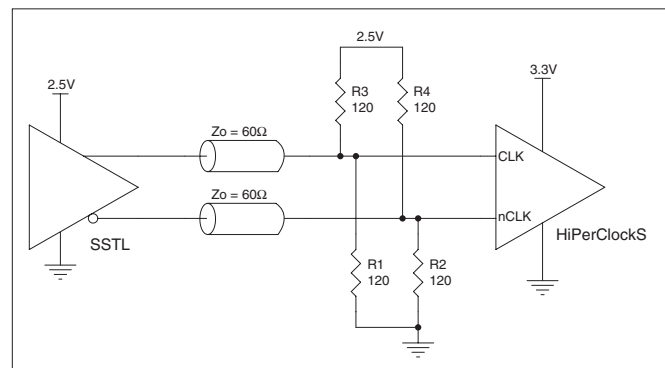 2.5V
2.5V
3.3V
R3
120
R4
120
Zo = 60Ω
CLK
Zo = 60Ω
nCLK
SSTL
HiPerClockS
R1
120
R2
120